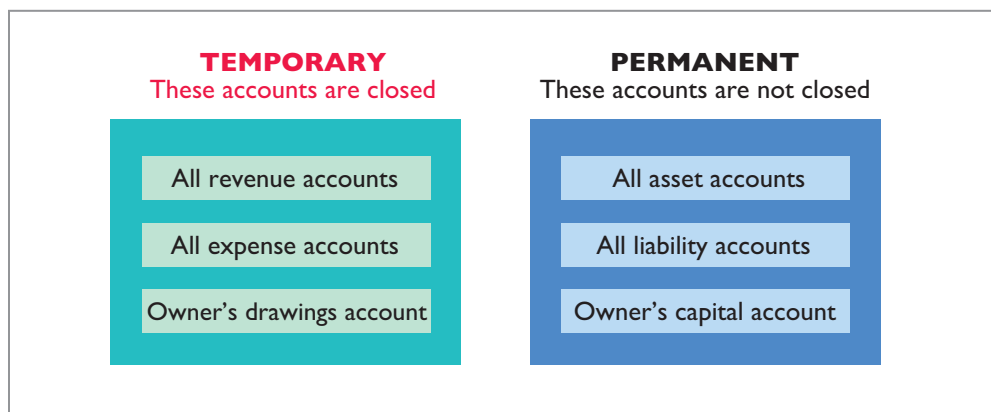 TEMPORARY
These accounts are closed
All revenue accounts
All expense accounts
Owner’s drawings account
PERMANENT
These accounts are not closed
All asset accounts
All liability accounts
Owner’s capital account